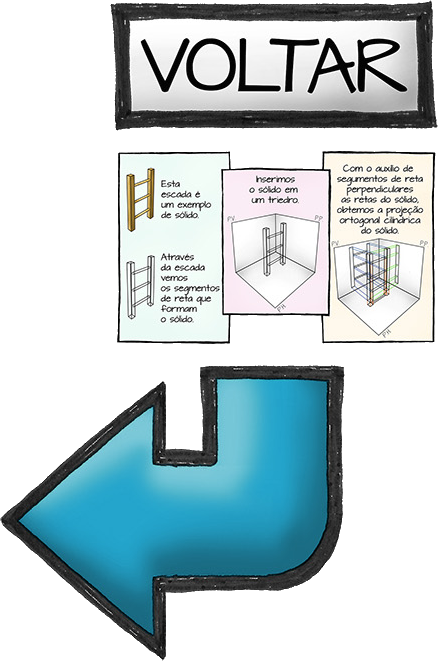 VOLTAR
Esta
escada é
um exemplo
de sólido.
Através
da escada
vemos
os segmentos
de reta que
formam
o sólido.
Inserimos
o sólido em
um triedro.
PV
PP
PH
Com o auxílio de
segumentos de reta
perpendiculares
as retas do sólido,
obtemos a projeção
ortogonal cilíndrica
do sólido.
PV
PP
PH